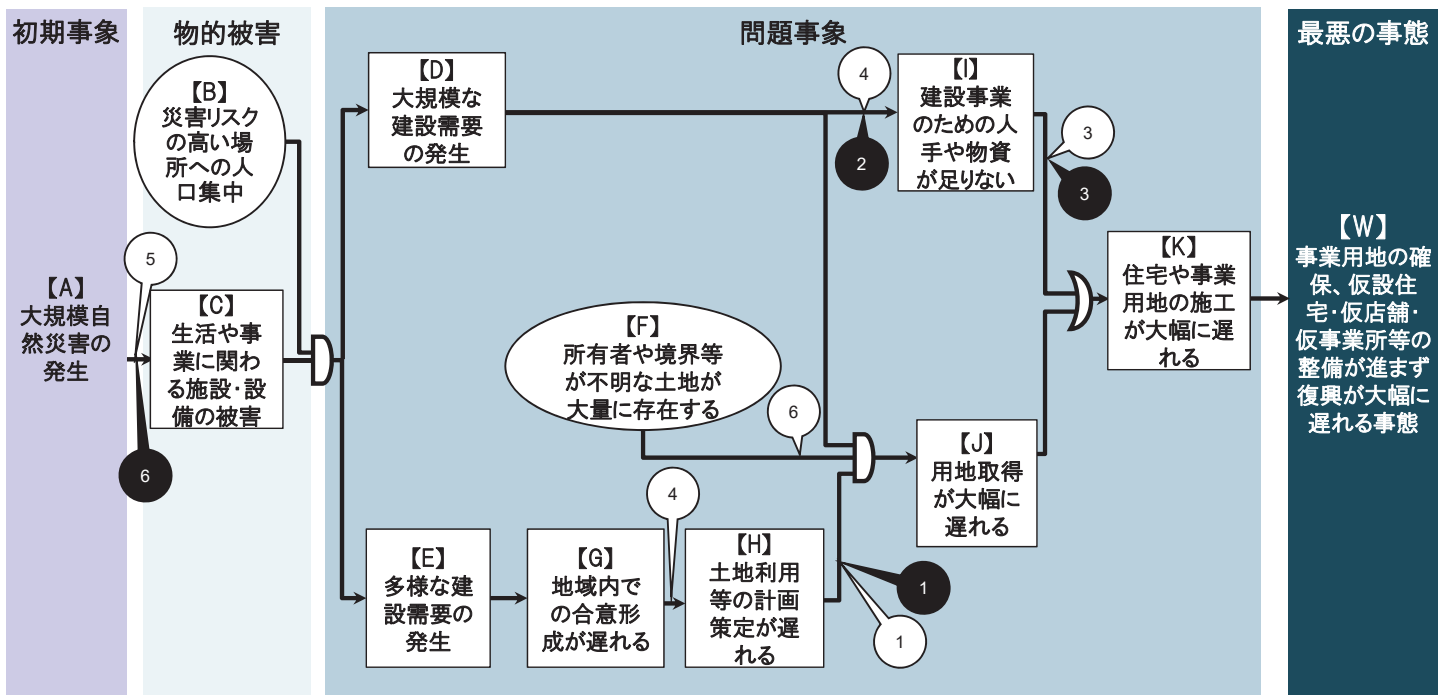 初期事象
物的被害
問題事象
最悪の事態
【A】
大規模自
然災害の
発生
【B】
災害リスク
の高い場
所への人
口集中
5
【C】
生活や事
業に関わ
る施設・設
備の被害
6
【D】
大規模な
建設需要
の発生
4
2
【I】
建設事業
のための人
手や物資
が足りない
3
3
【F】
所有者や境界等
が不明な土地が
大量に存在する
6
【E】
多様な建
設需要の
発生
【G】
地域内で
の合意形
成が遅れる
4
【H】
土地利用
等の計画
策定が遅
れる
1
1
【J】
用地取得
が大幅に
遅れる
【K】
住宅や事業
用地の施工
が大幅に遅
れる
【W】
事業用地の確
保、仮設住
宅・仮店舗・
仮事業所等の
整備が進まず
復興が大幅に
遅れる事態